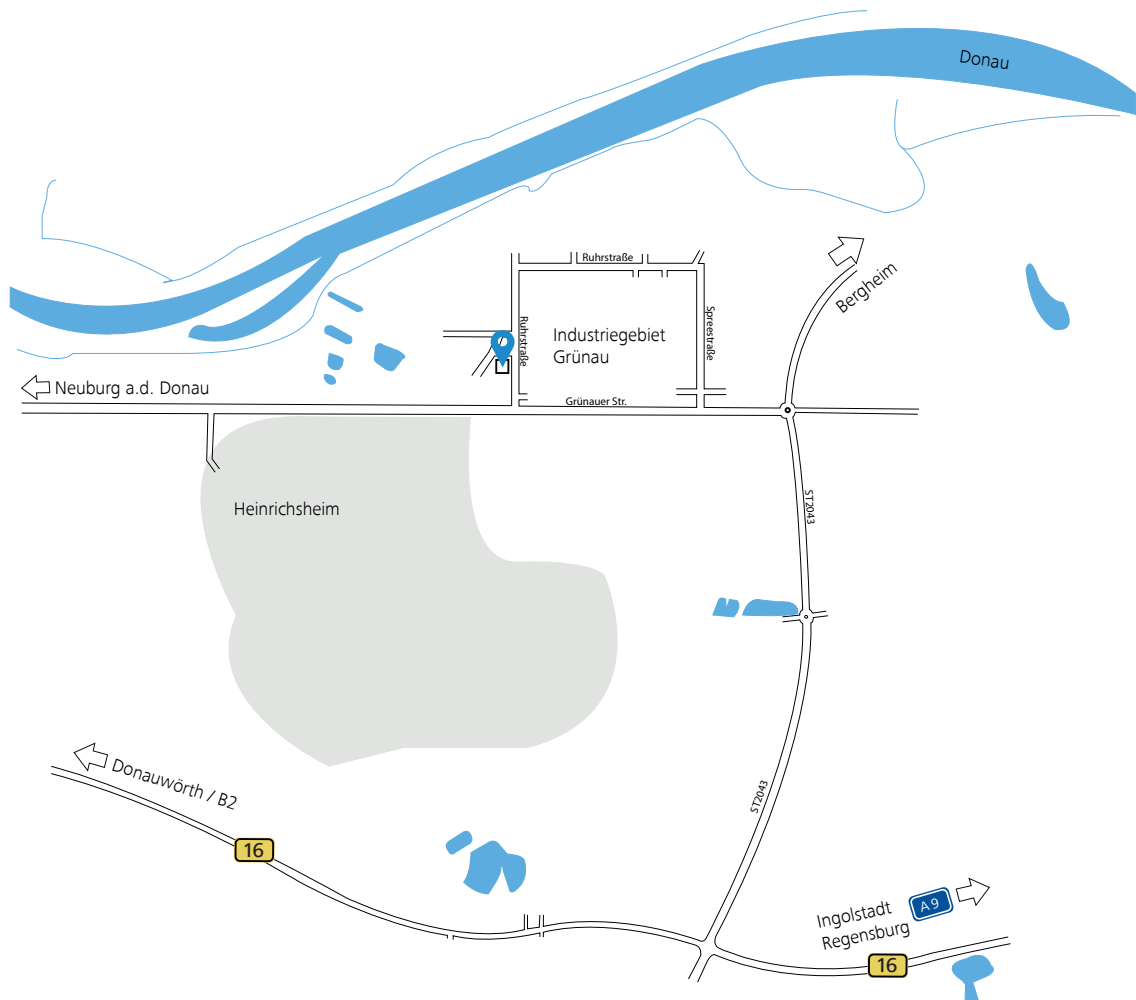 Donau
Ruhrstraße
Bergheim
Ruhrstraße
Spreestraße
Industriegebiet
Grünau
Neuburg a.d. Donau
Grünauer Str.
ST2043
Heinrichsheim
Donauwörth / B2
ST2043
16
Ingolstadt
A 9
Regensburg
16